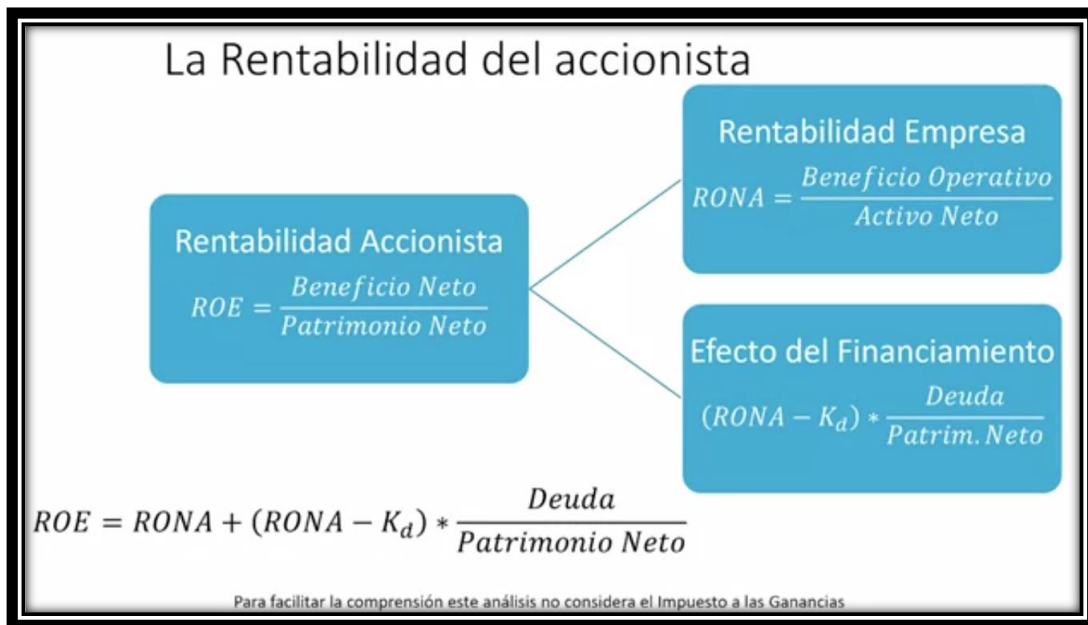 La Rentabilidad del accionista
Rentabilidad Accionista
ROE = Beneficio Neto / Patrimonio Neto
Rentabilidad Empresa
RONA = Beneficio Operativo / Activo Neto
Efecto del Financiamiento
(RONA − K_d) * Deuda / Patrim. Neto
ROE = RONA + (RONA − K_d) * Deuda / Patrimonio Neto
Para facilitar la comprensión este análisis no considera el Impuesto a las Ganancias